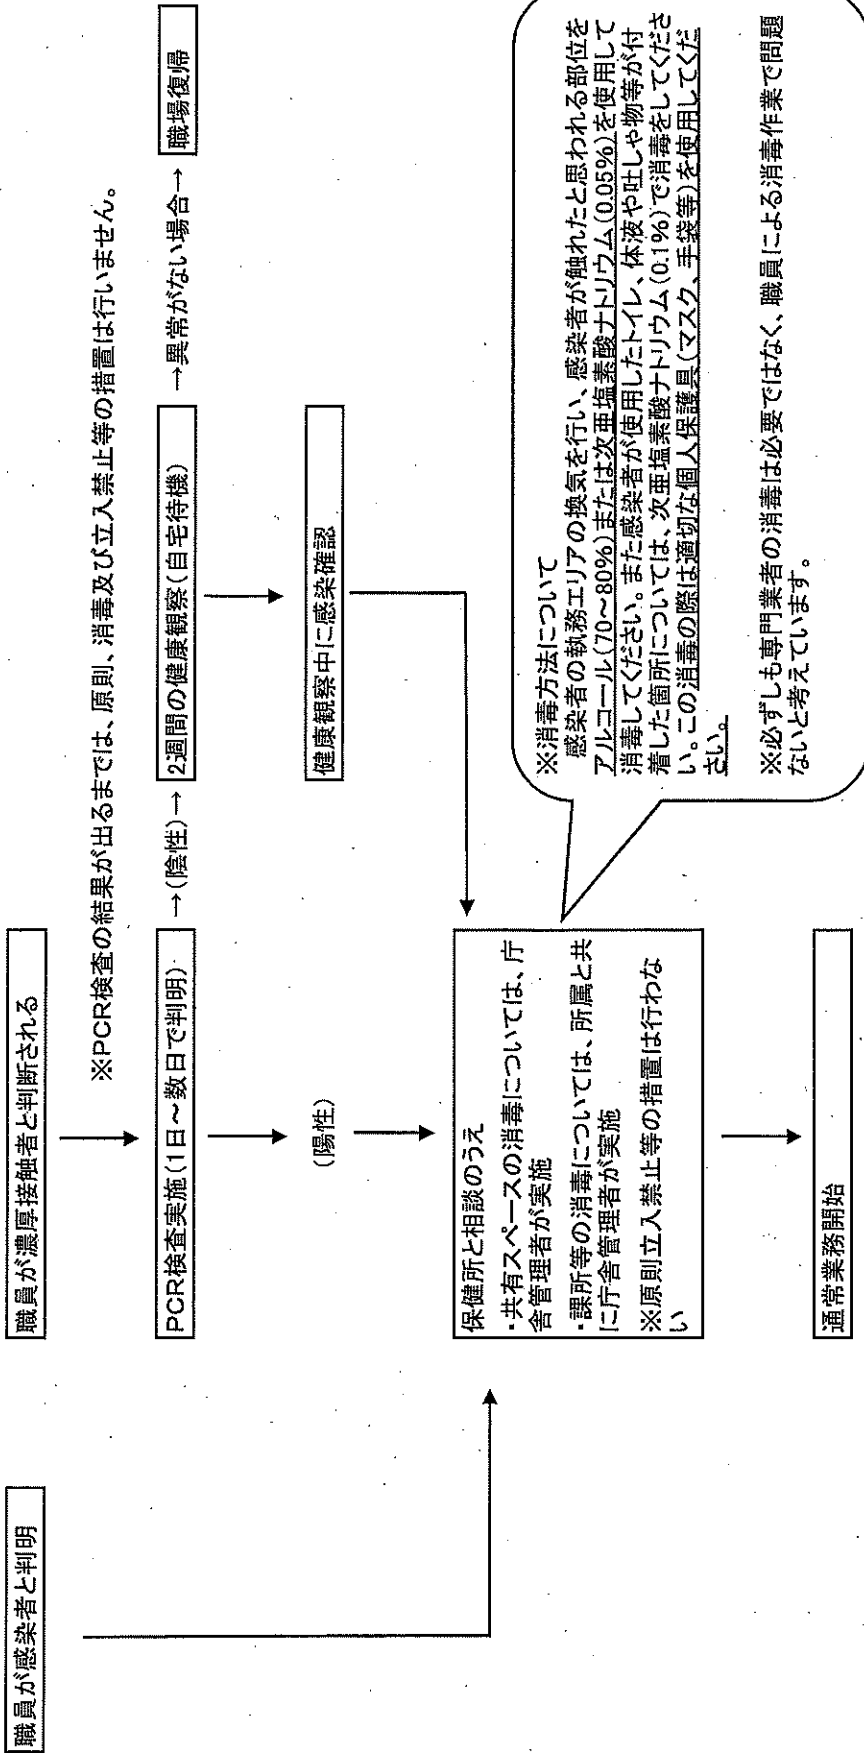 職員が感染者と判明
職員が濃厚接触者と判断される
※PCR検査の結果が出るまでは、原則、消毒及び立入禁止等の措置は行いません。
PCR検査実施(1日~数日で判明)
→(陰性)→
2週間の健康観察(自宅待機)
→異常がない場合→
職場復帰
(陽性)
健康観察中に感染確認
保健所と相談のうえ
・共有スペースの消毒については、庁
舎管理者が実施
・課所等の消毒については、所属と共
に庁舎管理者が実施
※原則立入禁止等の措置は行わな
い
※消毒方法について
感染者の執務エリアの換気を行い、感染者が触れたと思われる部位を
アルコール(70~80%)または次亜塩素酸ナトリウム(0.05%)を使用して
消毒してください。また感染者が使用したトイレ、体液や吐しゃ物等が付
着した箇所については、次亜塩素酸ナトリウム(0.1%)で消毒をしてくださ
い。この消毒の際は適切な個人保護具(マスク、手袋等)を使用してくだ
さい。
※必ずしも専門業者の消毒は必要ではなく、職員による消毒作業で問題
ないと考えています。
通常業務開始